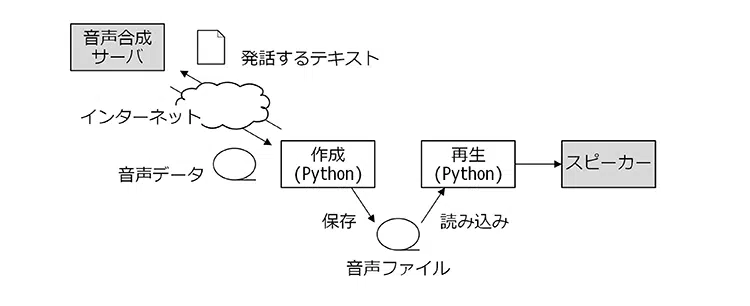 音声合成
サーバ
発話するテキスト
インターネット
音声データ
作成
(Python)
再生
(Python)
スピーカー
保存
読み込み
音声ファイル